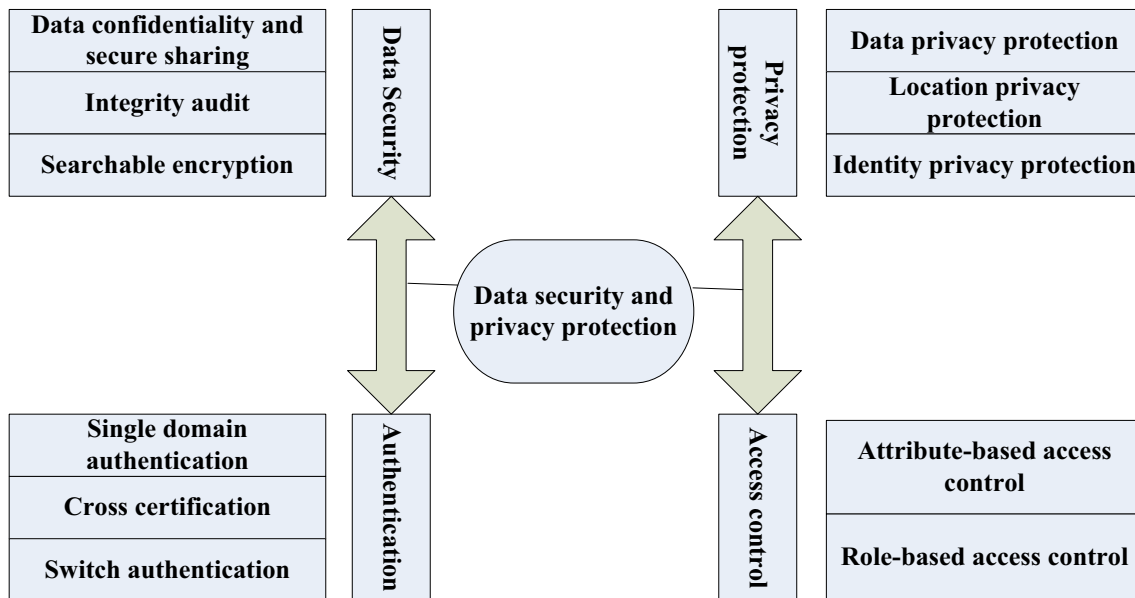 Data confidentiality and
secure sharing
Integrity audit
Searchable encryption
Data Security
Privacy
protection
Data privacy protection
Location privacy
protection
Identity privacy protection
Data security and
privacy protection
Single domain
authentication
Cross certification
Switch authentication
Authentication
Access control
Attribute-based access
control
Role-based access control